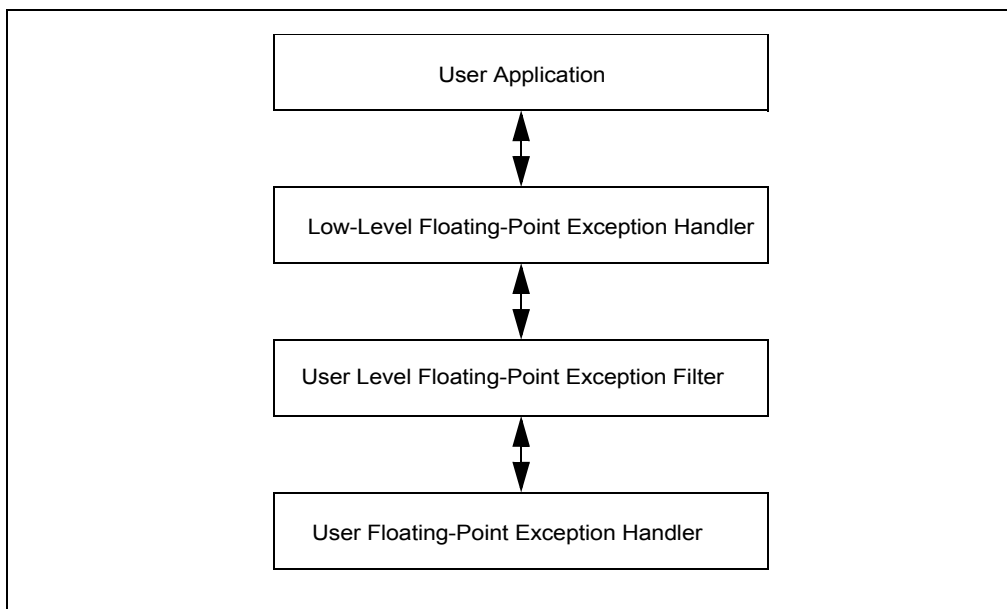 User Application
Low-Level Floating-Point Exception Handler
User Level Floating-Point Exception Filter
User Floating-Point Exception Handler